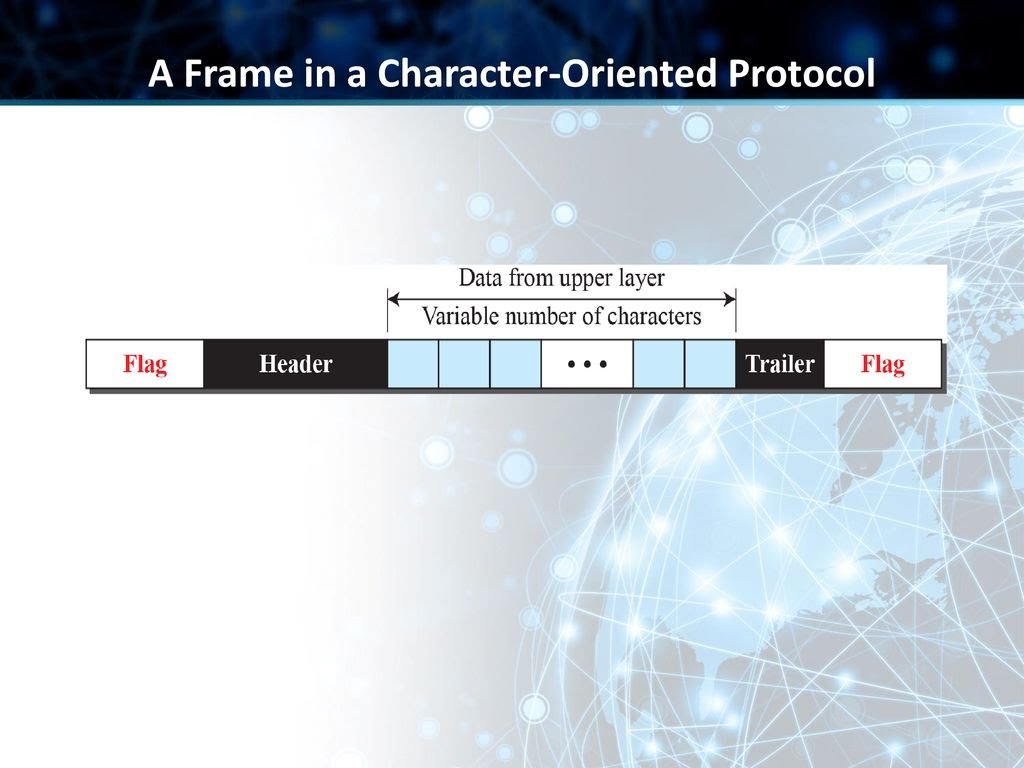 A Frame in a Character-Oriented Protocol
Data from upper layer
Variable number of characters
Flag Header • • • Trailer Flag